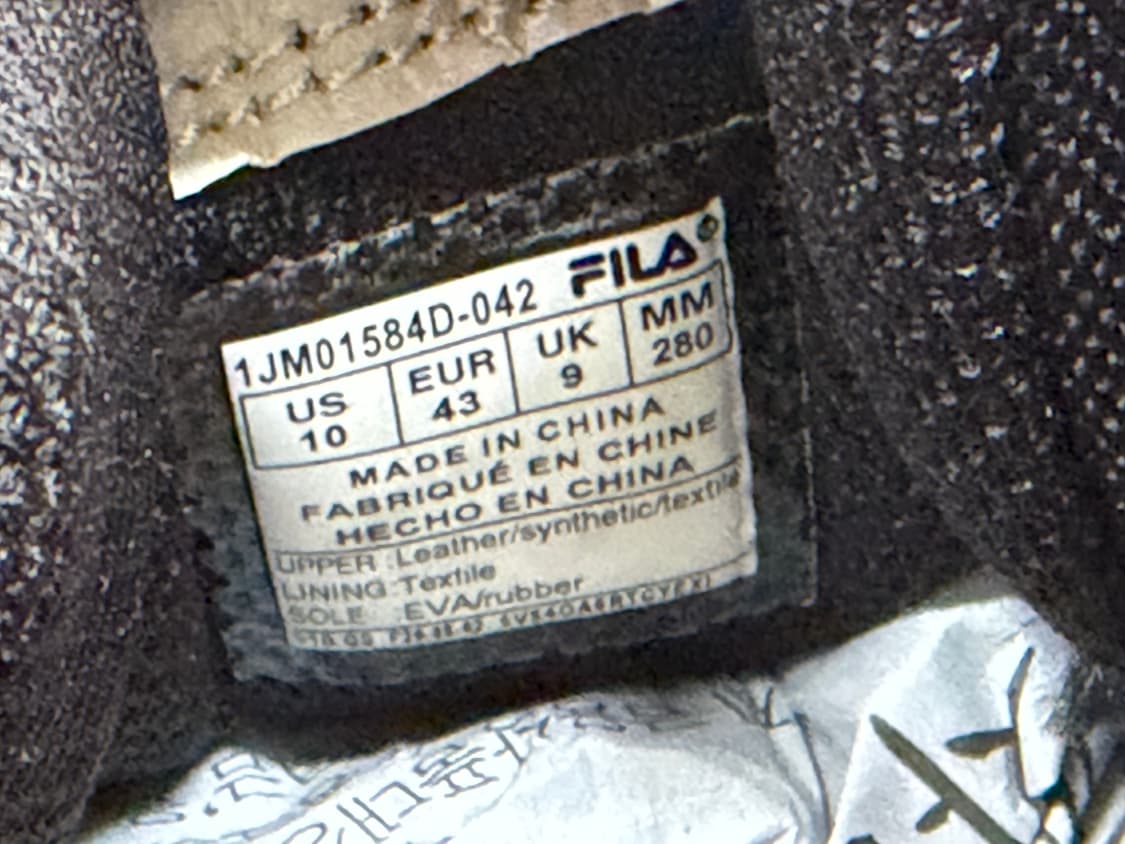 FILA®
1JM01584D-042
US EUR UK MM
10 43 9 280
MADE IN CHINA
FABRIQUÉ EN CHINE
HECHO EN CHINA
UPPER :Leather/synthetic/textile
LINING:Textile
SOLE :EVA/rubber